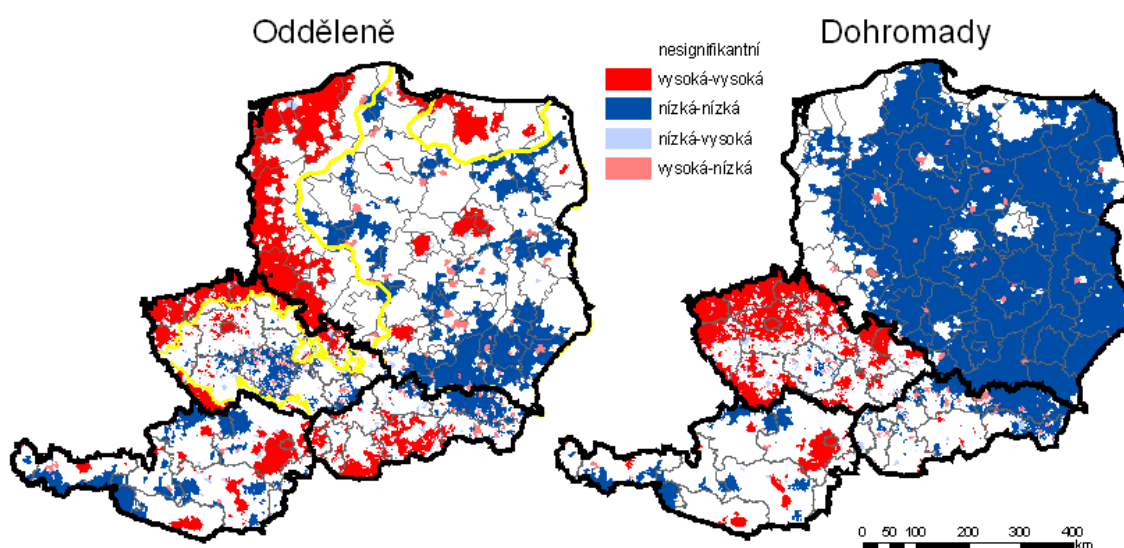 Odděleně
Dohromady
nesignifikantní
vysoká-vysoká
nízká-nízká
nízká-vysoká
vysoká-nízká
0 50 100 200 300 400
km